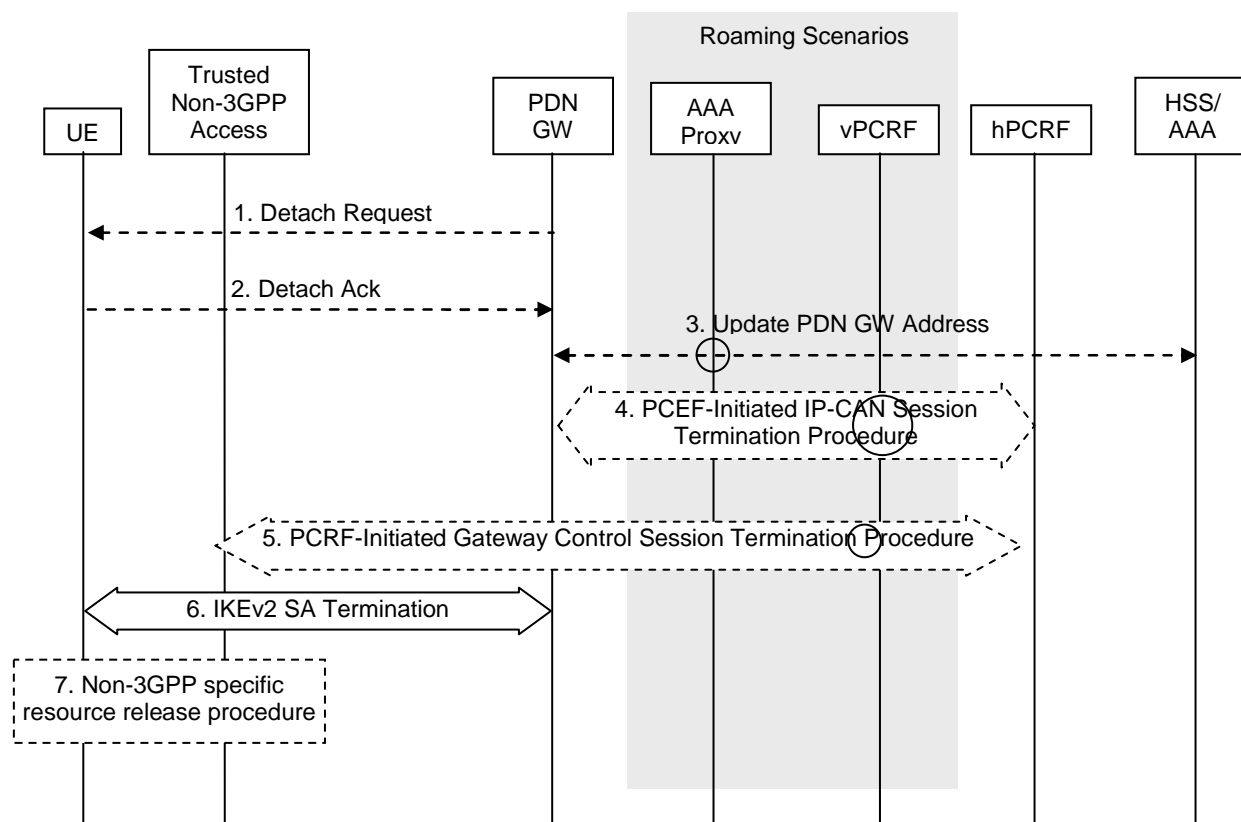 Roaming Scenarios
UE
Trusted
Non-3GPP
Access
PDN
GW
AAA
Proxy
vPCRF
hPCRF
HSS/
AAA
1. Detach Request
2. Detach Ack
3. Update PDN GW Address
4. PCEF-Initiated IP-CAN Session
Termination Procedure
5. PCRF-Initiated Gateway Control Session Termination Procedure
6. IKEv2 SA Termination
7. Non-3GPP specific
resource release procedure